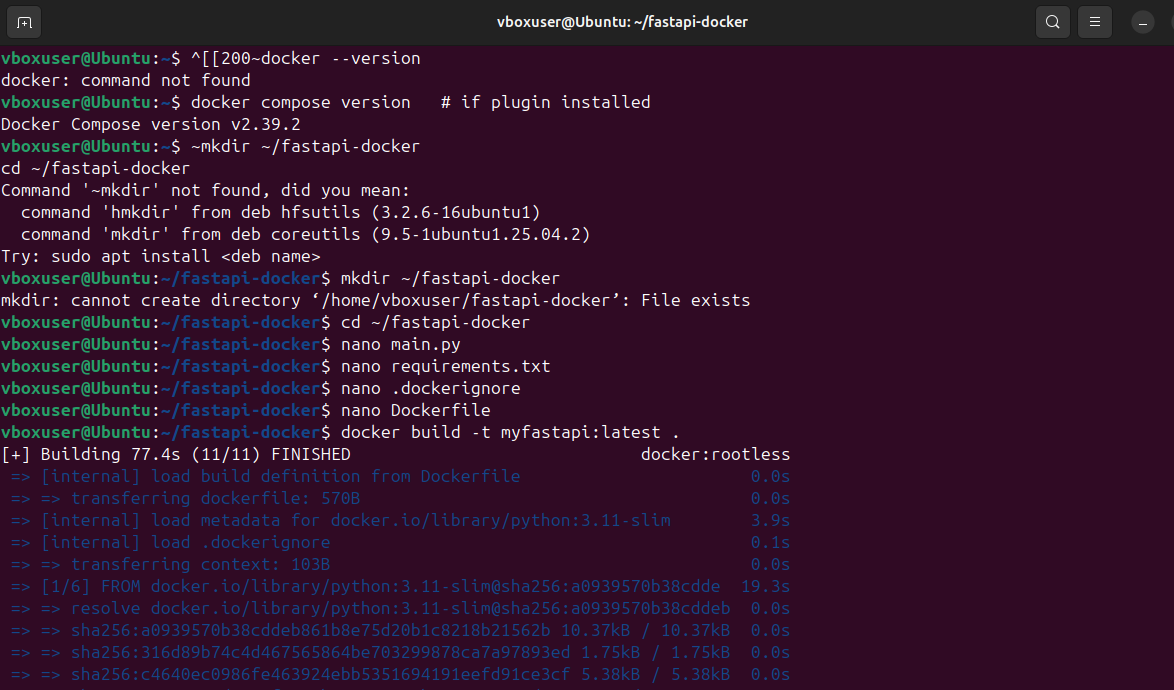 vboxuser@Ubuntu: ~/fastapi-docker
vboxuser@Ubuntu:~$ ^[[200~docker --version
docker: command not found
vboxuser@Ubuntu:~$ docker compose version   # if plugin installed
Docker Compose version v2.39.2
vboxuser@Ubuntu:~$ ~mkdir ~/fastapi-docker
cd ~/fastapi-docker
Command '~mkdir' not found, did you mean:
  command 'hmkdir' from deb hfsutils (3.2.6-16ubuntu1)
  command 'mkdir' from deb coreutils (9.5-1ubuntu1.25.04.2)
Try: sudo apt install <deb name>
vboxuser@Ubuntu:~/fastapi-docker$ mkdir ~/fastapi-docker
mkdir: cannot create directory ‘/home/vboxuser/fastapi-docker’: File exists
vboxuser@Ubuntu:~/fastapi-docker$ cd ~/fastapi-docker
vboxuser@Ubuntu:~/fastapi-docker$ nano main.py
vboxuser@Ubuntu:~/fastapi-docker$ nano requirements.txt
vboxuser@Ubuntu:~/fastapi-docker$ nano .dockerignore
vboxuser@Ubuntu:~/fastapi-docker$ nano Dockerfile
vboxuser@Ubuntu:~/fastapi-docker$ docker build -t myfastapi:latest .
[+] Building 77.4s (11/11) FINISHED                             docker:rootless
 => [internal] load build definition from Dockerfile                       0.0s
 => => transferring dockerfile: 570B                                       0.0s
 => [internal] load metadata for docker.io/library/python:3.11-slim        3.9s
 => [internal] load .dockerignore                                          0.1s
 => => transferring context: 103B                                          0.0s
 => [1/6] FROM docker.io/library/python:3.11-slim@sha256:a0939570b38cdde  19.3s
 => => resolve docker.io/library/python:3.11-slim@sha256:a0939570b38cddeb  0.0s
 => => sha256:a0939570b38cddeb861b8e75d20b1c8218b21562b 10.37kB / 10.37kB  0.0s
 => => sha256:316d89b74c4d467565864be703299878ca7a97893ed 1.75kB / 1.75kB  0.0s
 => => sha256:c4640ec0986fe463924ebb5351694191eefd91ce3cf 5.38kB / 5.38kB  0.0s